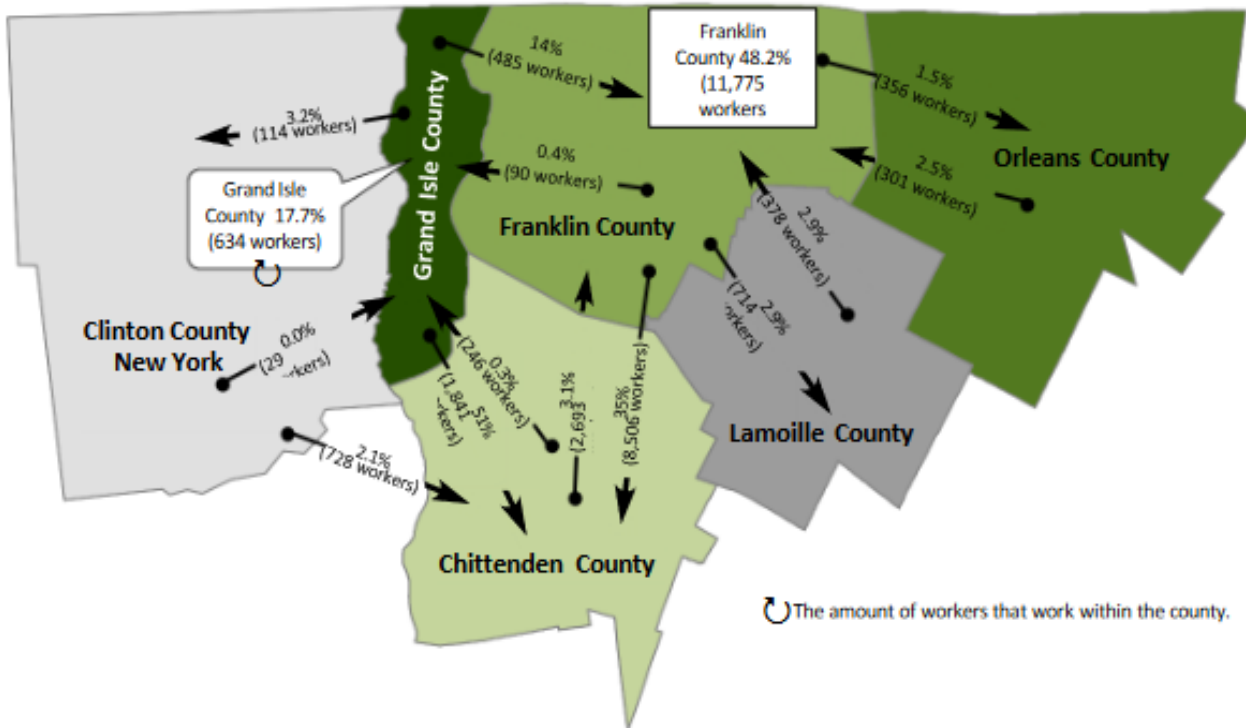 14%
(485 workers)
Franklin
County 48.2%
(11,775
workers
1.5%
(356 workers)
3.2%
(114 workers)
Grand Isle County
0.4%
(90 workers)
2.5%
(301 workers)
Orleans County
Grand Isle
County 17.7%
(634 workers)
Franklin County
2.9%
(378 workers)
2.9%
(714
Clinton County
New York
0.0%
(29
0.3%
(246 workers)
51%
(1,841
3.1%
(2,693
35%
(8,506 workers)
Lamoille County
2.1%
(728 workers)
Chittenden County
The amount of workers that work within the county.